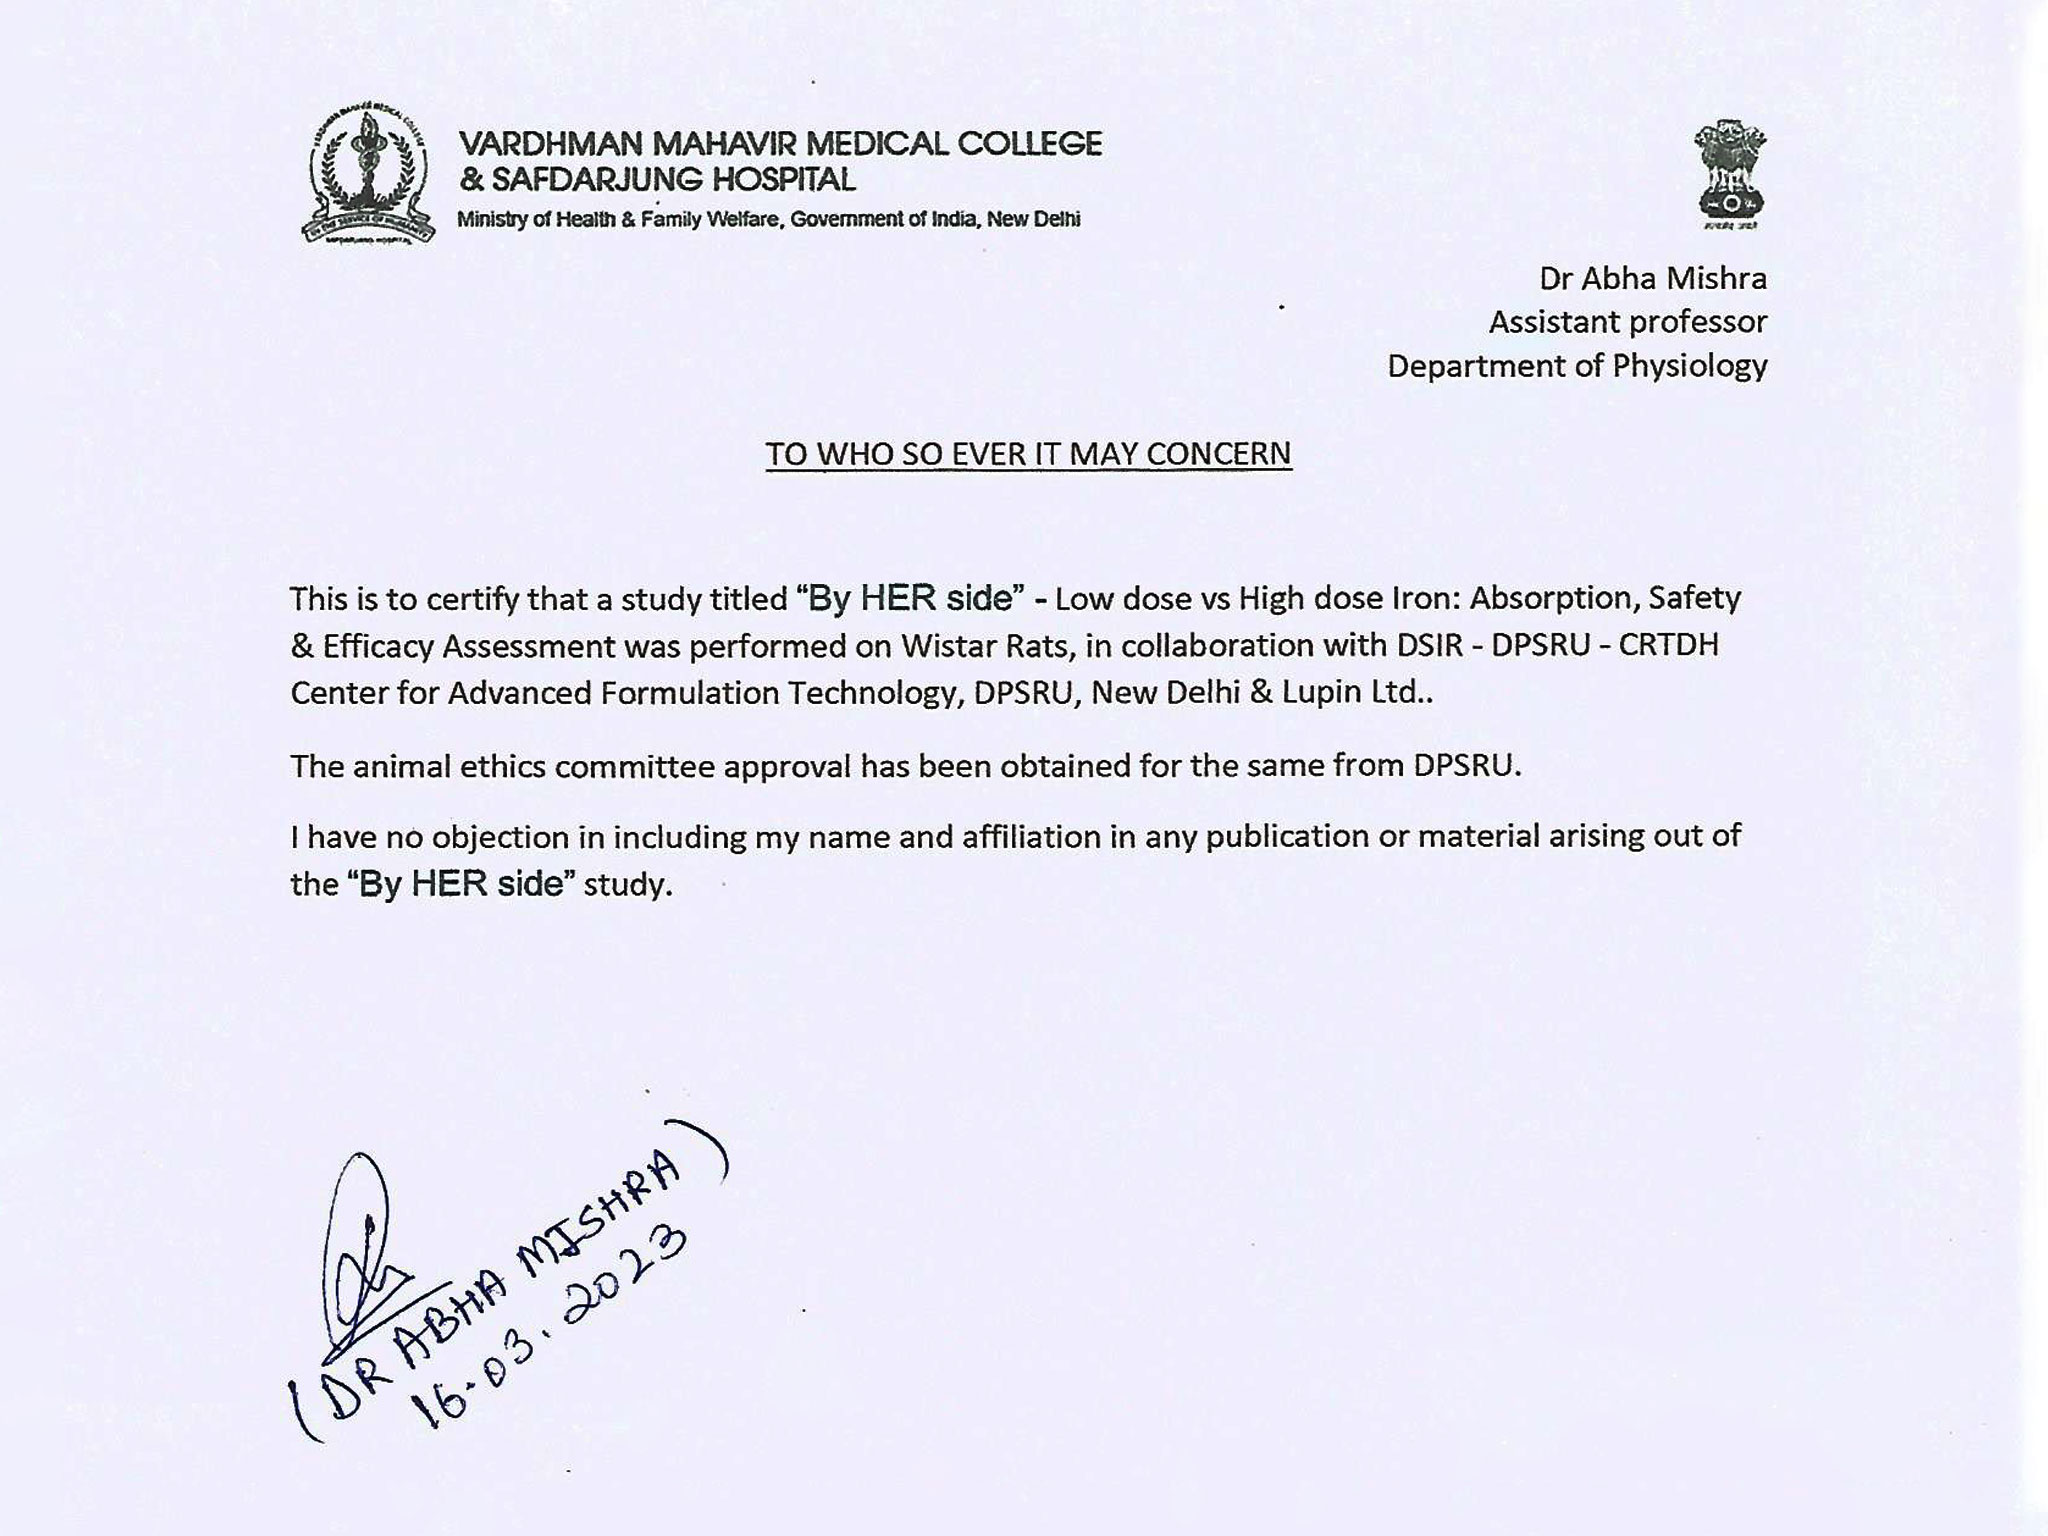 VARDHMAN MAHAVIR MEDICAL COLLEGE
& SAFDARJUNG HOSPITAL
Ministry of Health & Family Welfare, Government of India, New Delhi
Dr Abha Mishra
Assistant professor
Department of Physiology
TO WHO SO EVER IT MAY CONCERN
This is to certify that a study titled “By HER side” - Low dose vs High dose Iron: Absorption, Safety
& Efficacy Assessment was performed on Wistar Rats, in collaboration with DSIR - DPSRU - CRTDH
Center for Advanced Formulation Technology, DPSRU, New Delhi & Lupin Ltd..
The animal ethics committee approval has been obtained for the same from DPSRU.
I have no objection in including my name and affiliation in any publication or material arising out of
the “By HER side” study.
(DR ABHA MISHRA)
16.03.2023